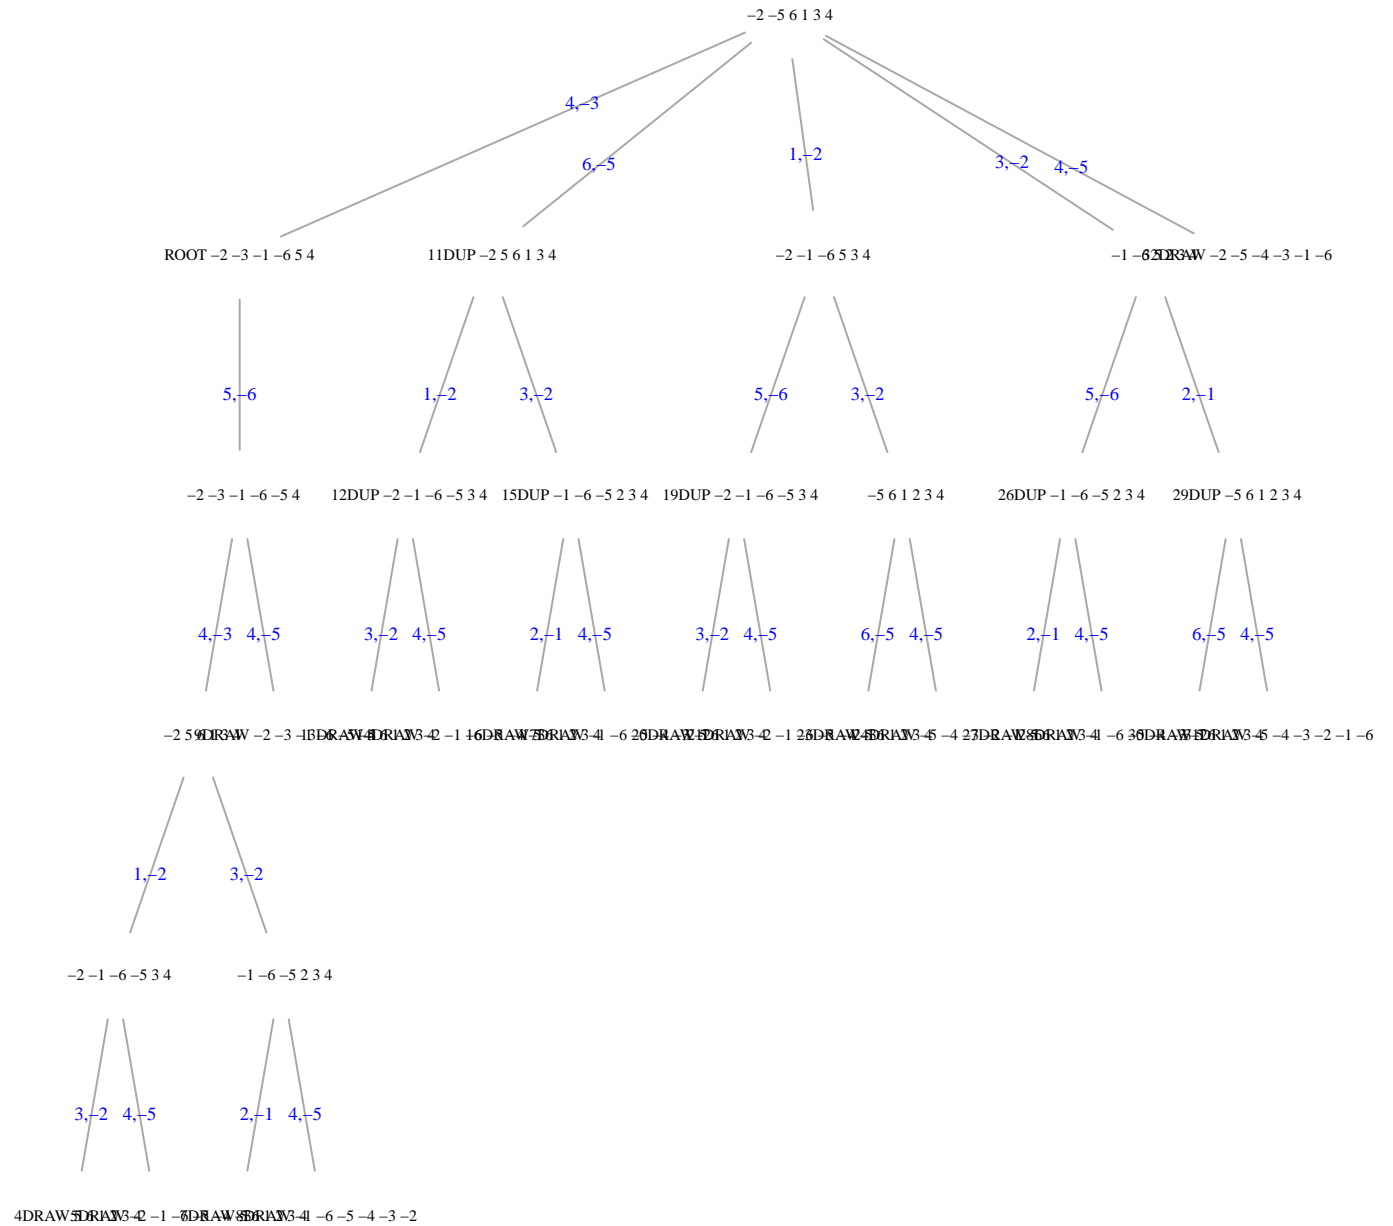 −2 −5 6 1 3 4
4,−3
6,−5
1,−2
3,−2
4,−5
ROOT −2 −3 −1 −6 5 4
11DUP −2 5 6 1 3 4
−2 −1 −6 5 3 4
−2 −5 −4 −3 −1 −6
5,−6
1,−2
3,−2
5,−6
3,−2
5,−6
2,−1
−2 −3 −1 −6 −5 4
12DUP −2 −1 −6 −5 3 4
15DUP −1 −6 −5 2 3 4
19DUP −2 −1 −6 −5 3 4
−5 6 1 2 3 4
26DUP −1 −6 −5 2 3 4
29DUP −5 6 1 2 3 4
4,−3
4,−5
3,−2
4,−5
2,−1
4,−5
3,−2
4,−5
6,−5
4,−5
2,−1
4,−5
6,−5
4,−5
−4 −3 −2 −1 −6
1,−2
3,−2
−2 −1 −6 −5 3 4
−1 −6 −5 2 3 4
3,−2
4,−5
2,−1
4,−5
4DRAW
−6 −5 −4 −3 −2